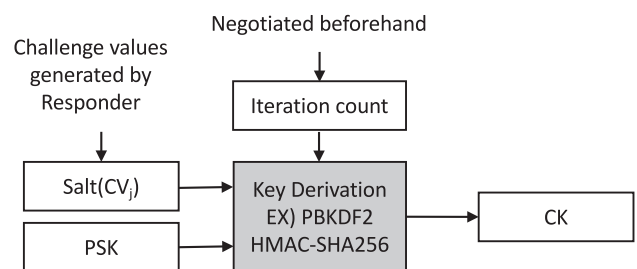 Negotiated beforehand
Challenge values
generated by
Responder
Iteration count
Salt(CVj)
Key Derivation
EX) PBKDF2
HMAC-SHA256
PSK
CK